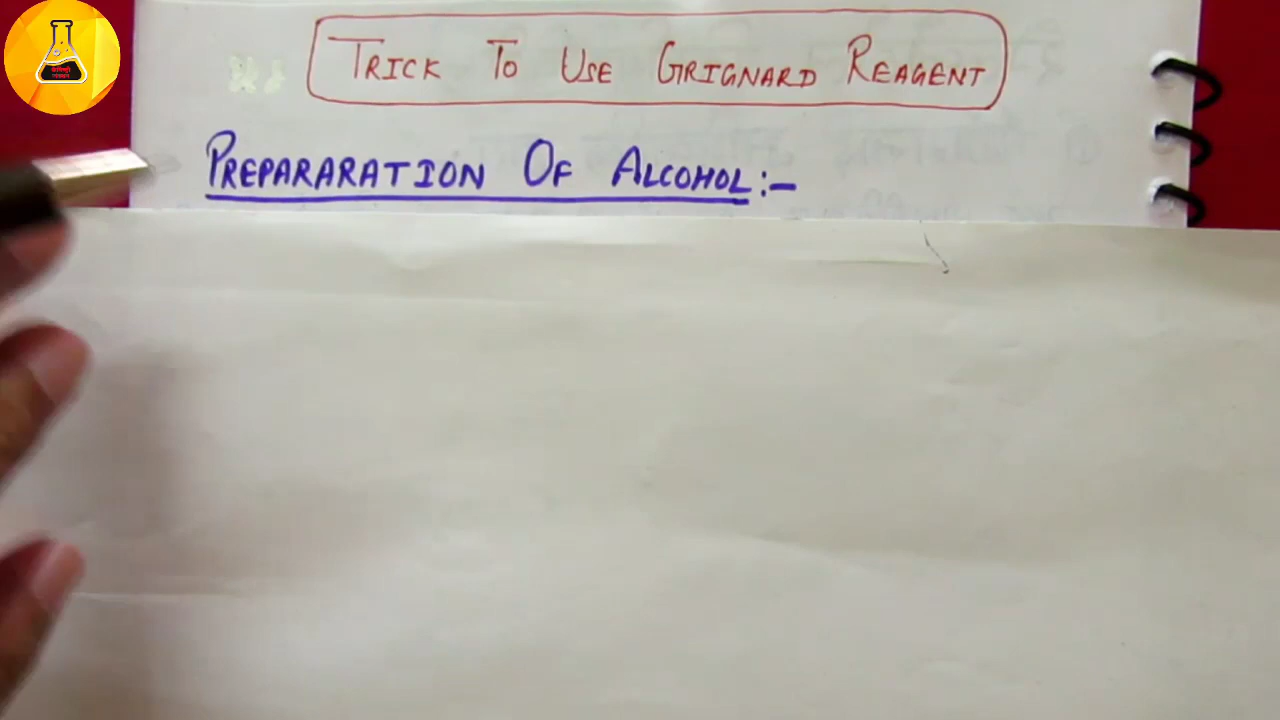 TRICK TO USE GRIGNARD REAGENT
PREPARARATION OF ALCOHOL:-